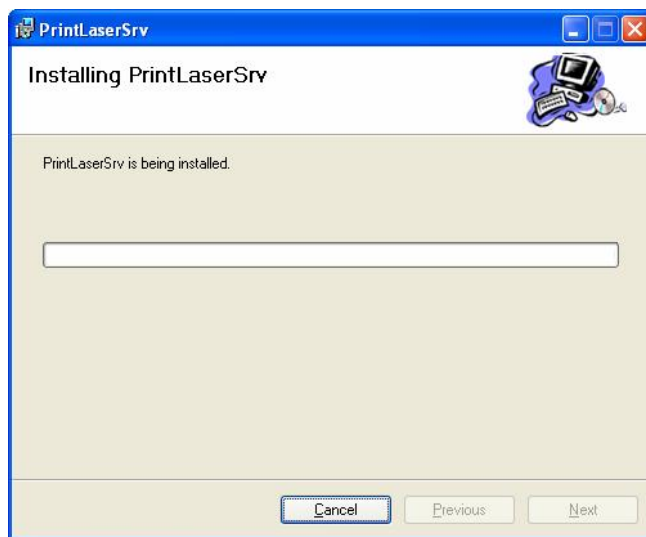 PrintLaserSrv
Installing PrintLaserSrv
PrintLaserSrv is being installed.
Cancel Previous Next